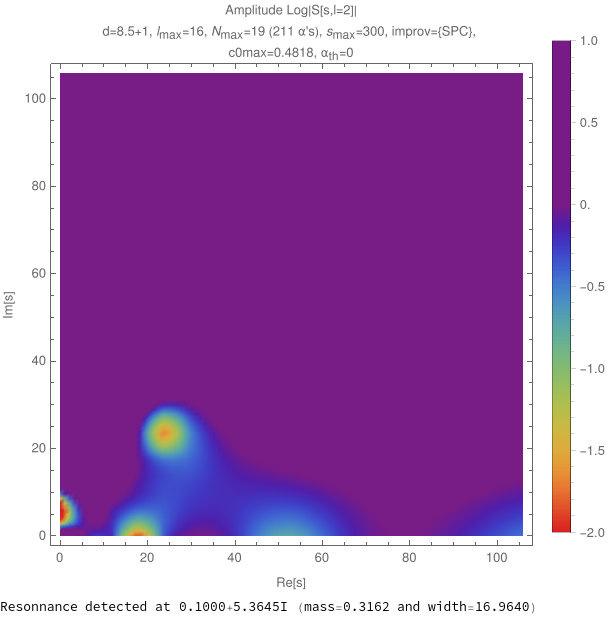 Amplitude Log|S[s,l=2]|
d=8.5+1, lmax=16, Nmax=19 (211 α's), smax=300, improv={SPC},
c0max=0.4818, αth=0
1.0
100
0.5
80
0.
60
Im[s]
-0.5
40
-1.0
20
-1.5
0
-2.0
0 20 40 60 80 100
Re[s]
Resonnance detected at 0.1000+5.3645I (mass=0.3162 and width=16.9640)